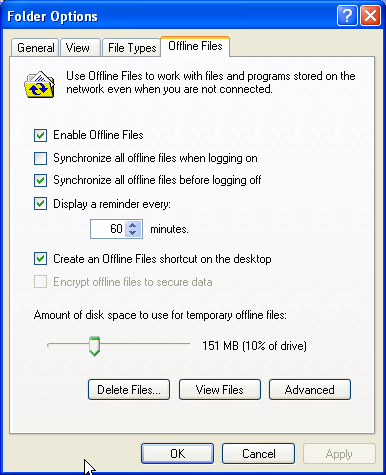 Folder Options
General View File Types Offline Files
Use Offline Files to work with files and programs stored on the
network even when you are not connected.
Enable Offline Files
Synchronize all offline files when logging on
Synchronize all offline files before logging off
Display a reminder every:
60 minutes.
Create an Offline Files shortcut on the desktop
Encrypt offline files to secure data
Amount of disk space to use for temporary offline files:
151 MB (10% of drive)
Delete Files... View Files Advanced
OK Cancel Apply